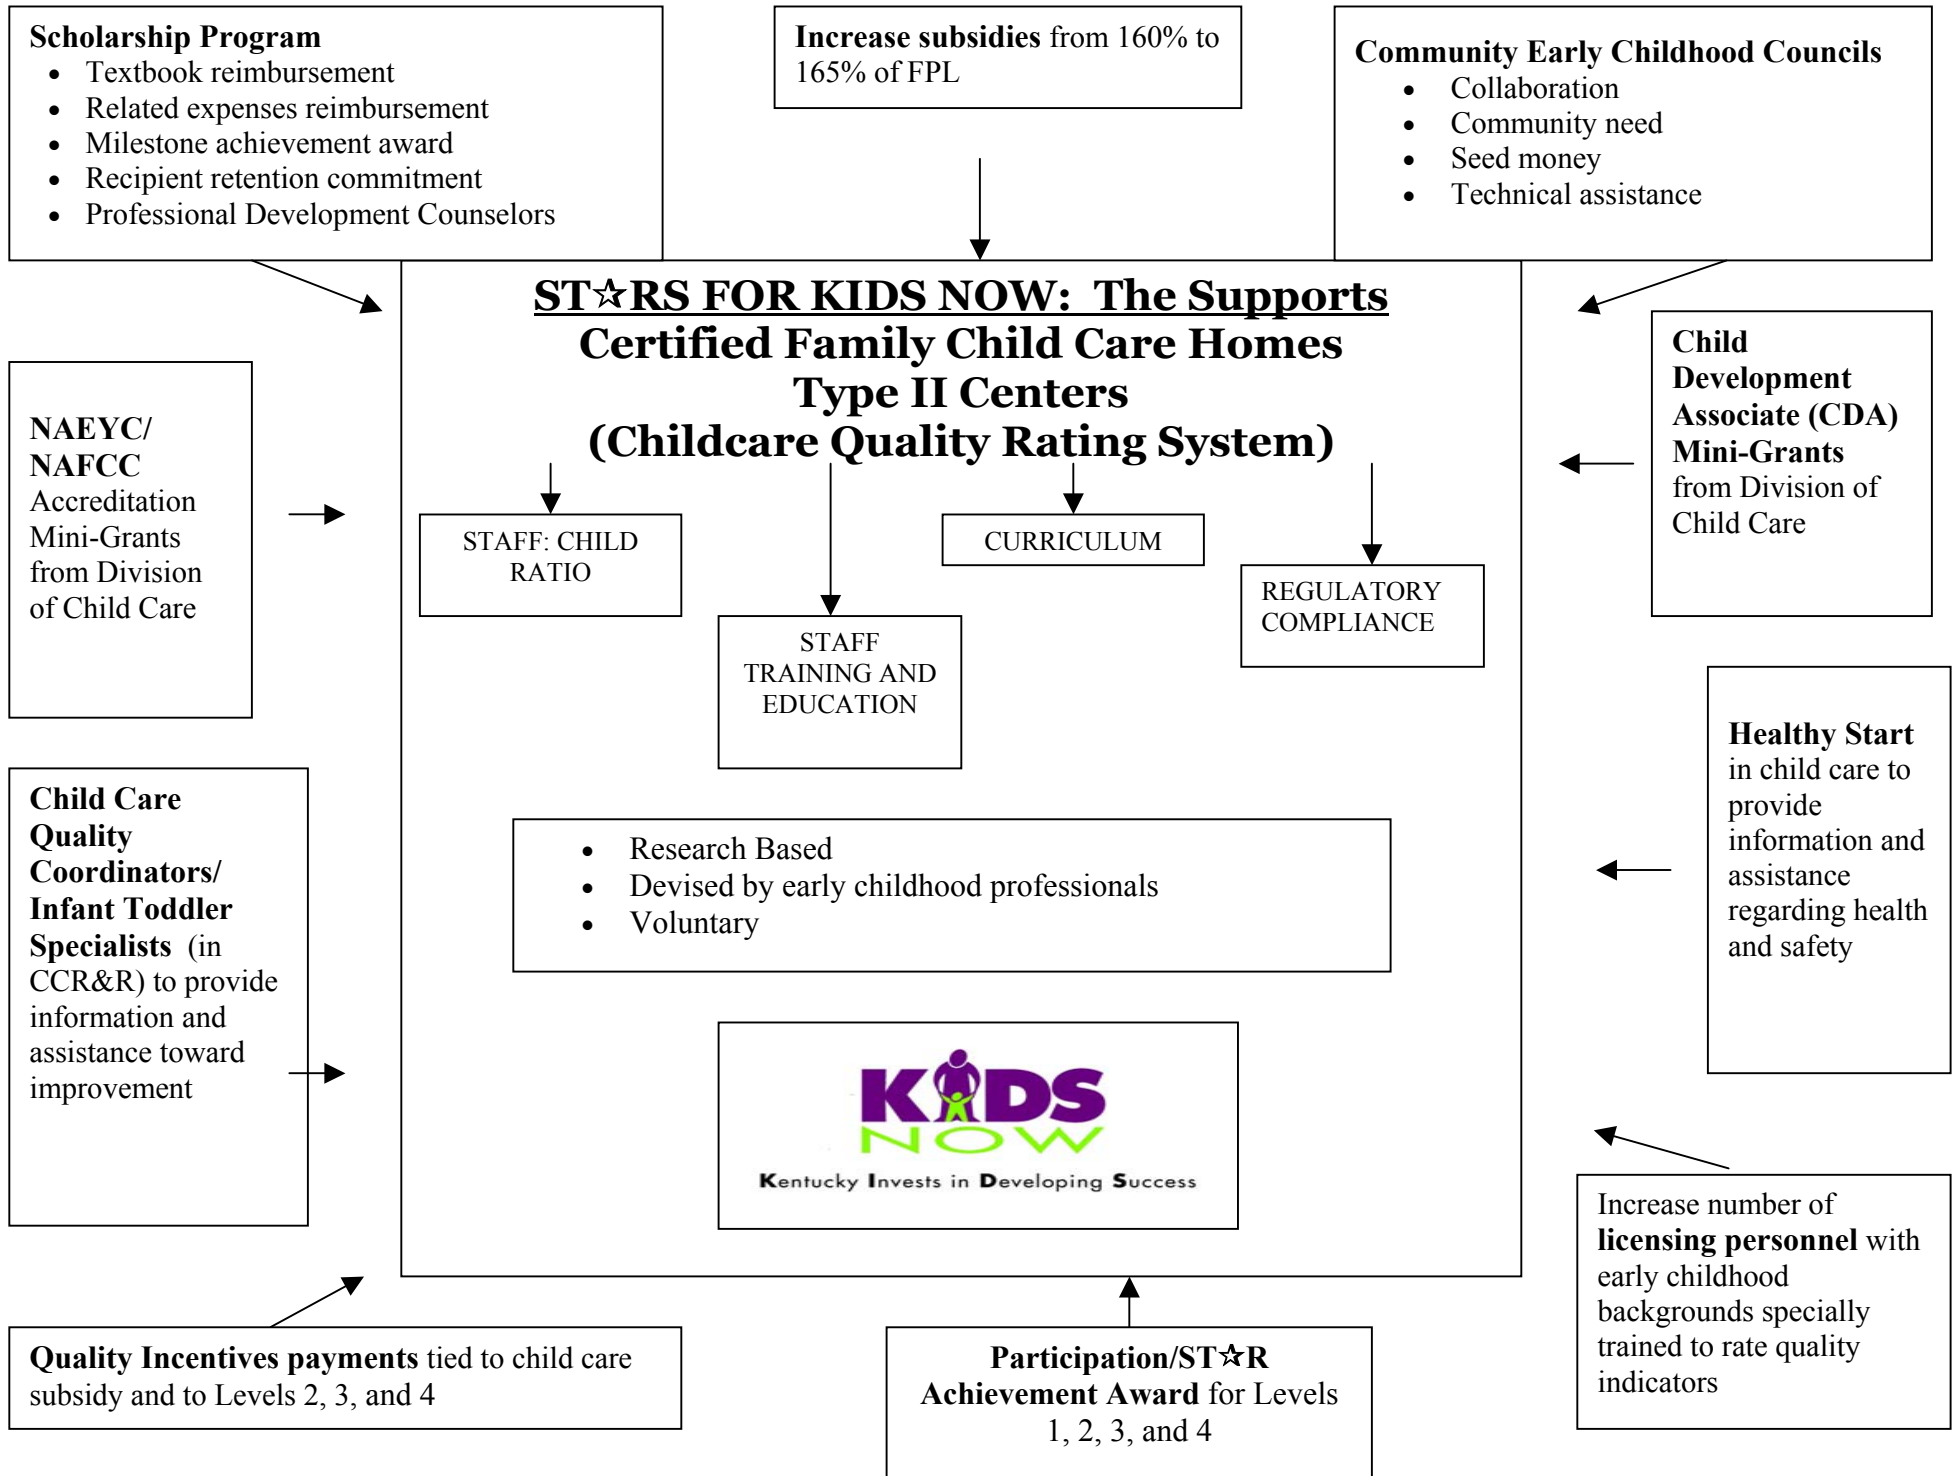 Scholarship Program
• Textbook reimbursement
• Related expenses reimbursement
• Milestone achievement award
• Recipient retention commitment
• Professional Development Counselors
Increase subsidies from 160% to
165% of FPL
Community Early Childhood Councils
• Collaboration
• Community need
• Seed money
• Technical assistance
ST☆RS FOR KIDS NOW: The Supports
Certified Family Child Care Homes
Type II Centers
(Childcare Quality Rating System)
NAEYC/
NAFCC
Accreditation
Mini-Grants
from Division
of Child Care
Child
Development
Associate (CDA)
Mini-Grants
from Division of
Child Care
STAFF: CHILD
RATIO
STAFF
TRAINING AND
EDUCATION
CURRICULUM
REGULATORY
COMPLIANCE
Child Care
Quality
Coordinators/
Infant Toddler
Specialists (in
CCR&R) to provide
information and
assistance toward
improvement
• Research Based
• Devised by early childhood professionals
• Voluntary
Healthy Start
in child care to
provide
information and
assistance
regarding health
and safety
KIDS
NOW
Kentucky Invests in Developing Success
Increase number of
licensing personnel with
early childhood
backgrounds specially
trained to rate quality
indicators
Quality Incentives payments tied to child care
subsidy and to Levels 2, 3, and 4
Participation/ST☆R
Achievement Award for Levels
1, 2, 3, and 4